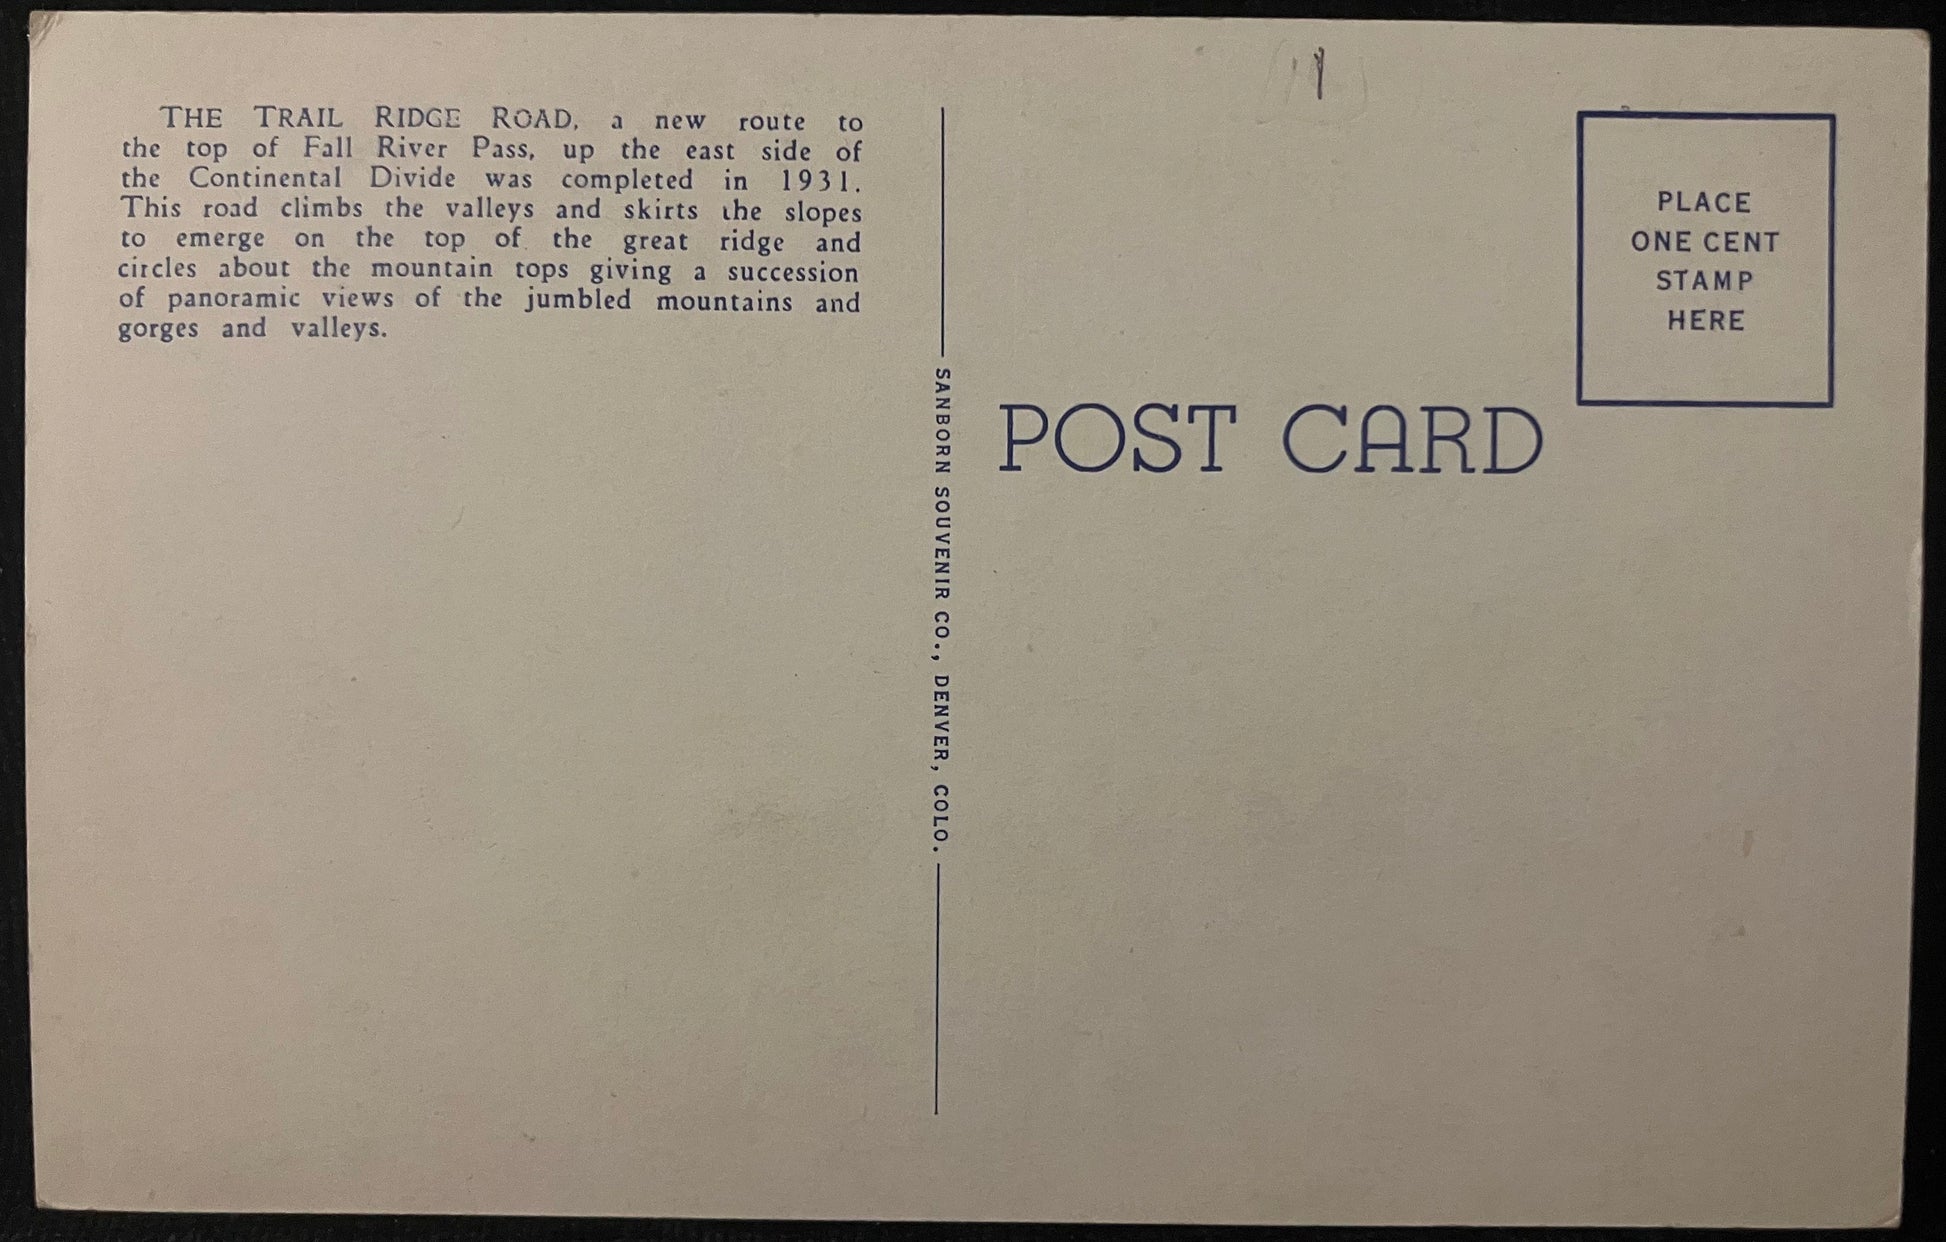 THE TRAIL RIDGE ROAD, a new route to
the top of Fall River Pass, up the east side of
the Continental Divide was completed in 1931.
This road climbs the valleys and skirts the slopes
to emerge on the top of the great ridge and
circles about the mountain tops giving a succession
of panoramic views of the jumbled mountains and
gorges and valleys.
SANBORN SOUVENIR CO., DENVER, COLO.
POST CARD
PLACE
ONE CENT
STAMP
HERE